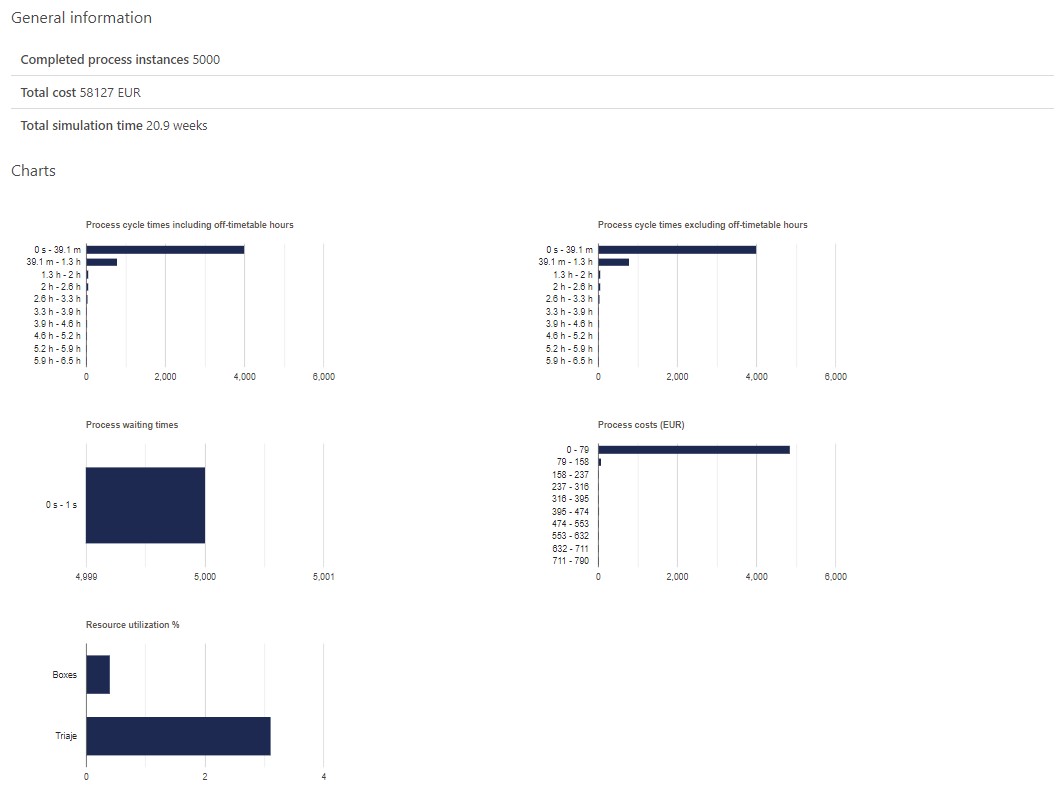 General information
Completed process instances 5000
Total cost 58127 EUR
Total simulation time 20.9 weeks
Charts
Process cycle times including off-timetable hours
0 s - 39.1 m
39.1 m - 1.3 h
1.3 h - 2 h
2 h - 2.6 h
2.6 h - 3.3 h
3.3 h - 3.9 h
3.9 h - 4.6 h
4.6 h - 5.2 h
5.2 h - 5.9 h
5.9 h - 6.5 h
0 2,000 4,000 6,000
Process cycle times excluding off-timetable hours
0 s - 39.1 m
39.1 m - 1.3 h
1.3 h - 2 h
2 h - 2.6 h
2.6 h - 3.3 h
3.3 h - 3.9 h
3.9 h - 4.6 h
4.6 h - 5.2 h
5.2 h - 5.9 h
5.9 h - 6.5 h
0 2,000 4,000 6,000
Process waiting times
0 s - 1 s
4,999 5,000 5,001
Process costs (EUR)
0 - 79
79 - 158
158 - 237
237 - 316
316 - 395
395 - 474
474 - 553
553 - 632
632 - 711
711 - 790
0 2,000 4,000 6,000
Resource utilization %
Boxes
Triaje
0 2 4